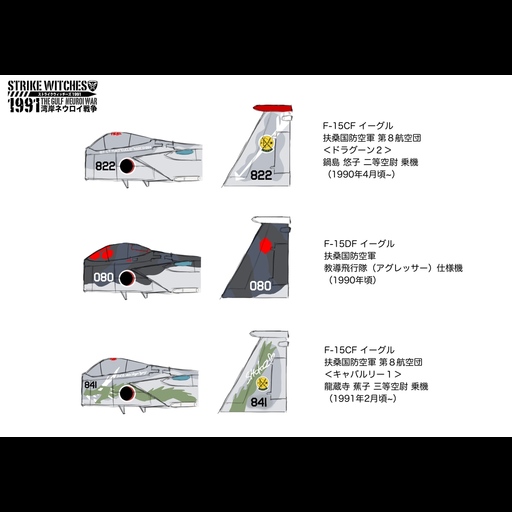 STRIKE WITCHES
ストライクウィッチーズ 1991
1991 THE GULF NEUROI WAR
湾岸ネウロイ戦争
822
822
F-15CF イーグル
扶桑国防空軍 第8航空団
＜ドラグーン2＞
鍋島 悠子 二等空尉 乗機
（1990年4月頃~）
080
080
F-15DF イーグル
扶桑国防空軍
教導飛行隊（アグレッサー）仕様機
（1990年頃）
841
841
F-15CF イーグル
扶桑国防空軍 第8航空団
＜キャバルリー1＞
龍蔵寺 蕉子 三等空尉 乗機
（1991年2月頃~）